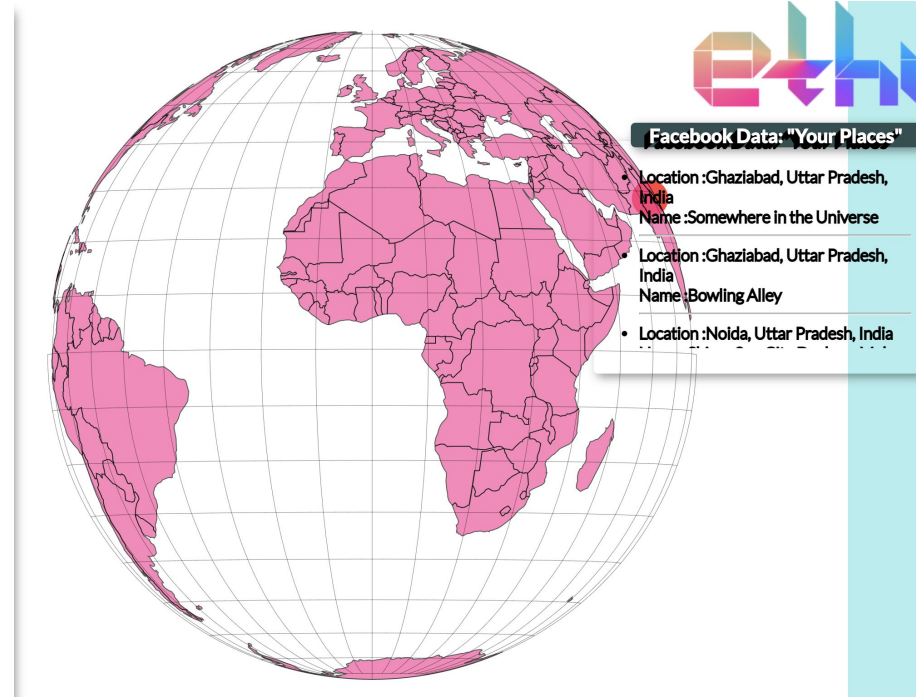 eth
Facebook Data: "Your Places"
Location :Ghaziabad, Uttar Pradesh,
India
Name :Somewhere in the Universe
Location :Ghaziabad, Uttar Pradesh,
India
Name :Bowling Alley
Location :Noida, Uttar Pradesh, India